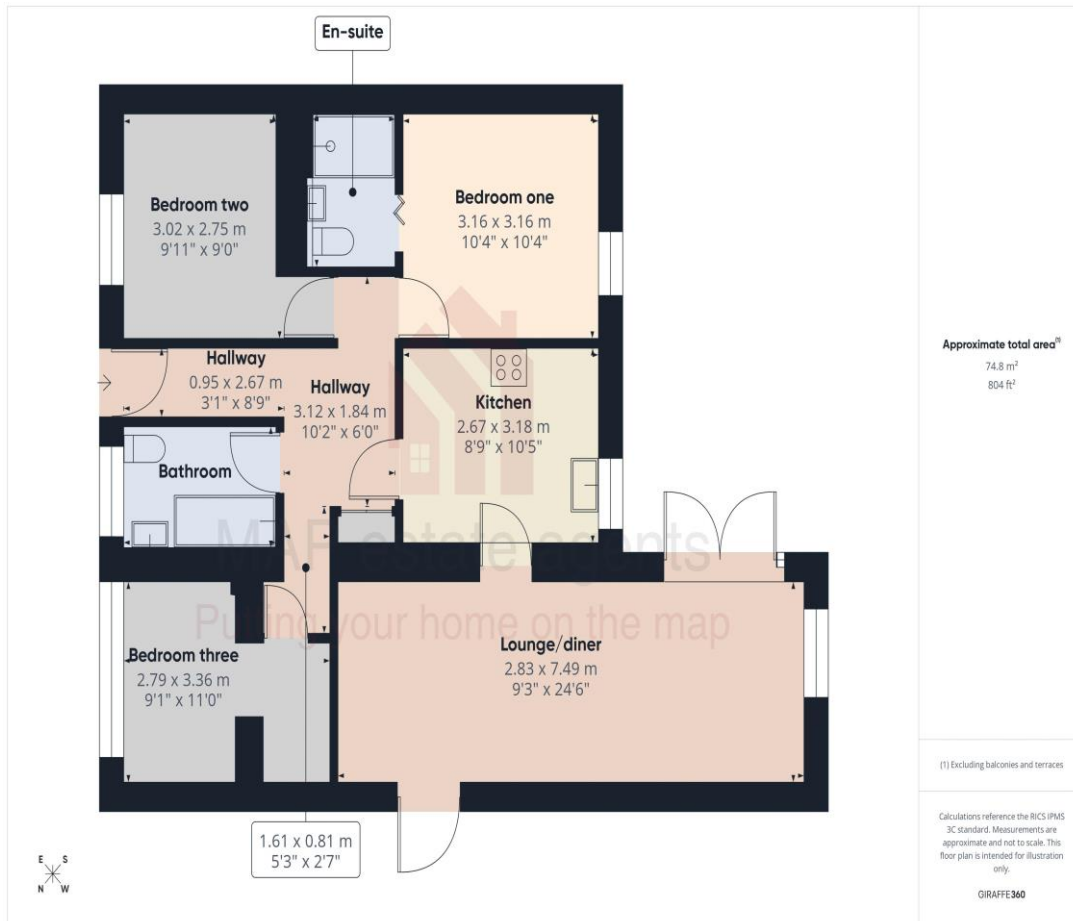 En-suite
Bedroom two
3.02 x 2.75 m
9'11" x 9'0"
Bedroom one
3.16 x 3.16 m
10'4" x 10'4"
Hallway
0.95 x 2.67 m
3'1" x 8'9"
Hallway
3.12 x 1.84 m
10'2" x 6'0"
Kitchen
2.67 x 3.18 m
8'9" x 10'5"
Bathroom
MAP estate agents
Putting your home on the map
Bedroom three
2.79 x 3.36 m
9'1" x 11'0"
Lounge/diner
2.83 x 7.49 m
9'3" x 24'6"
1.61 x 0.81 m
5'3" x 2'7"
E S
N W
Approximate total area(1)
74.8 m²
804 ft²
(1) Excluding balconies and terraces
Calculations reference the RICS IPMS
3C standard. Measurements are
approximate and not to scale. This
floor plan is intended for illustration
only.
GIRAFFE360